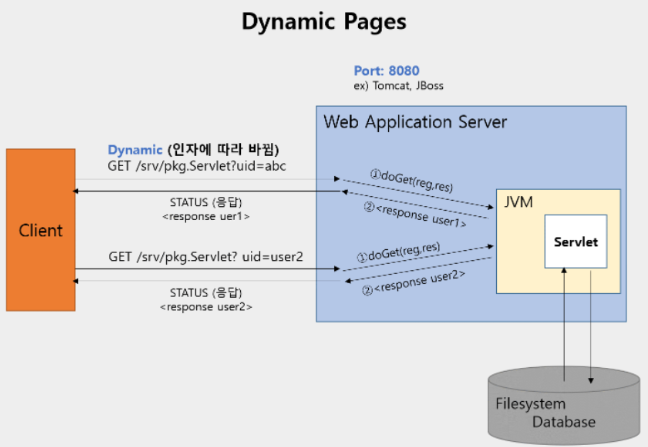 Dynamic Pages
Port: 8080
ex) Tomcat, JBoss
Web Application Server
Dynamic (인자에 따라 바뀜)
GET /srv/pkg.Servlet?uid=abc
STATUS (응답)
<response uer1>
Client
GET /srv/pkg.Servlet? uid=user2
STATUS (응답)
<response user2>
①doGet(reg,res)
②<response user1>
①doGet(reg,res)
②<response user2>
JVM
Servlet
Filesystem
Database